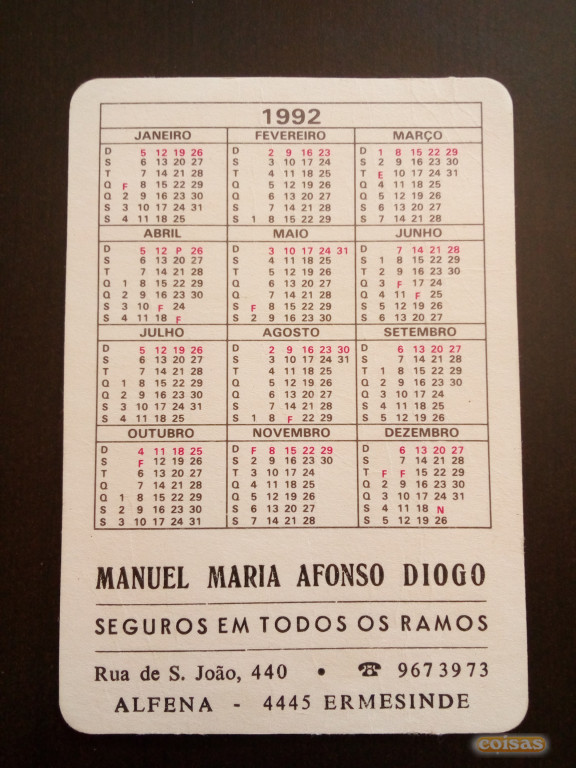 1992
JANEIRO FEVEREIRO MARÇO
D 5 12 19 26 D 2 9 16 23 D 1 8 15 22 29
S 6 13 20 27 S 3 10 17 24 S 2 9 16 23 30
T 7 14 21 28 T 4 11 18 25 T E 10 17 24 31
Q F 8 15 22 29 Q 5 12 19 26 Q 4 11 18 25
Q 2 9 16 23 30 Q 6 13 20 27 Q 5 12 19 26
S 3 10 17 24 31 S 7 14 21 28 S 6 13 20 27
S 4 11 18 25 S 1 8 15 22 29 S 7 14 21 28
ABRIL MAIO JUNHO
D 5 12 P 26 D 3 10 17 24 31 D 7 14 21 28
S 6 13 20 27 S 4 11 18 25 S 1 8 15 22 29
T 7 14 21 28 T 5 12 19 26 T 2 9 16 23 30
Q 1 8 15 22 29 Q 6 13 20 27 Q 3 F 17 24
Q 2 9 16 23 30 Q 7 14 21 28 Q 4 11 F 25
S 3 10 F 24 S F 8 15 22 29 S 5 12 19 26
S 4 11 18 F S 2 9 16 23 30 S 6 13 20 27
JULHO AGOSTO SETEMBRO
D 5 12 19 26 D 2 9 16 23 30 D 6 13 20 27
S 6 13 20 27 S 3 10 17 24 31 S 7 14 21 28
T 7 14 21 28 T 4 11 18 25 T 1 8 15 22 29
Q 1 8 15 22 29 Q 5 12 19 26 Q 2 9 16 23 30
Q 2 9 16 23 30 Q 6 13 20 27 Q 3 10 17 24
S 3 10 17 24 31 S 7 14 21 28 S 4 11 18 25
S 4 11 18 25 S 1 8 F 22 29 S 5 12 19 26
OUTUBRO NOVEMBRO DEZEMBRO
D 4 11 18 25 D F 8 15 22 29 D 6 13 20 27
S F 12 19 26 S 2 9 16 23 30 S 7 14 21 28
T 6 13 20 27 T 3 10 17 24 T F F 15 22 29
Q 7 14 21 28 Q 4 11 18 25 Q 2 9 16 23 30
Q 1 8 15 22 29 Q 5 12 19 26 Q 3 10 17 24 31
S 2 9 16 23 30 S 6 13 20 27 S 4 11 18 N
S 3 10 17 24 31 S 7 14 21 28 S 5 12 19 26
MANUEL MARIA AFONSO DIOGO
SEGUROS EM TODOS OS RAMOS
Rua de S. João, 440 • ☎ 9673973
ALFENA - 4445 ERMESINDE
coisas